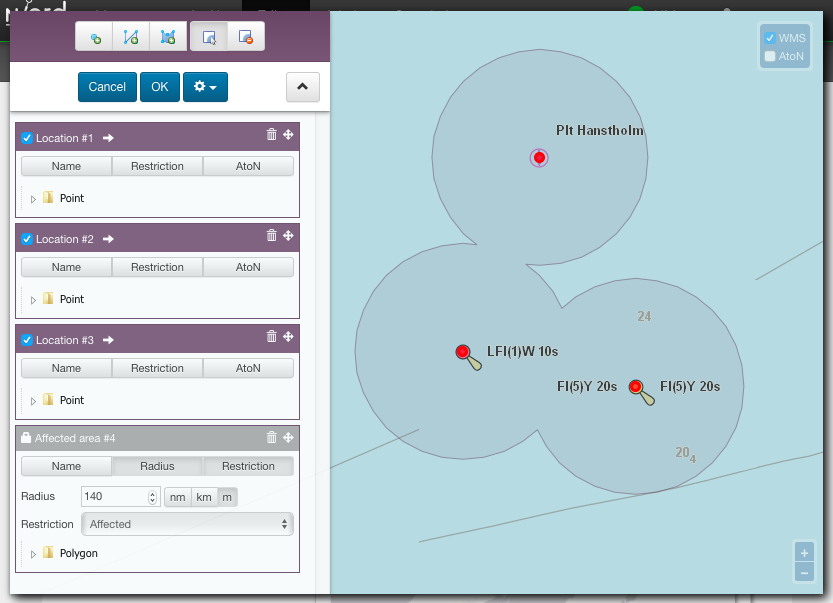 Cancel OK
Location #1
Name Restriction AtoN
Point
Location #2
Name Restriction AtoN
Point
Location #3
Name Restriction AtoN
Point
Affected area #4
Name Radius Restriction
Radius 140 nm km m
Restriction Affected
Polygon
WMS
AtoN
Plt Hanstholm
24
LFl(1)W 10s
Fl(5)Y 20s Fl(5)Y 20s
20 4
+
−